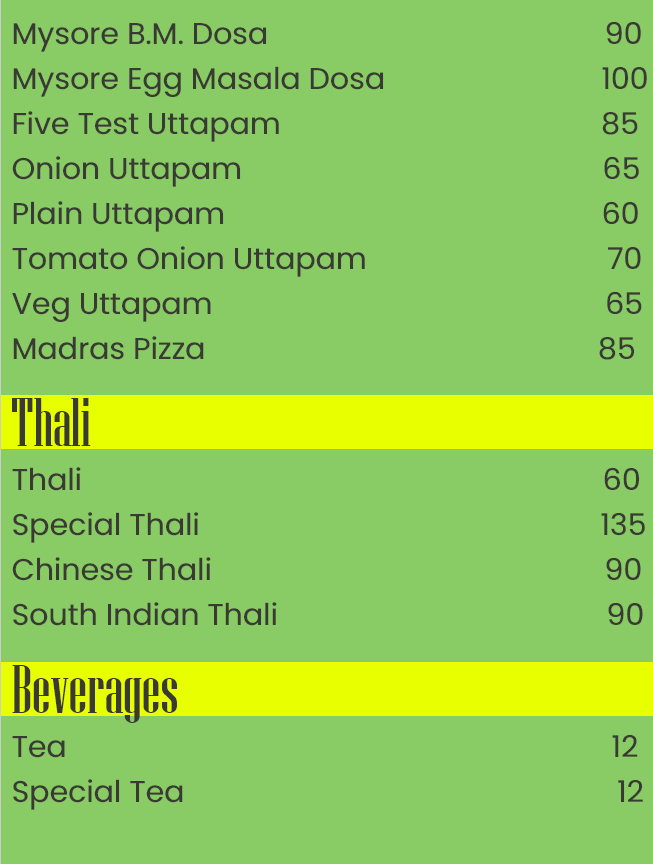 Mysore B.M. Dosa 90
Mysore Egg Masala Dosa 100
Five Test Uttapam 85
Onion Uttapam 65
Plain Uttapam 60
Tomato Onion Uttapam 70
Veg Uttapam 65
Madras Pizza 85
Thali
Thali 60
Special Thali 135
Chinese Thali 90
South Indian Thali 90
Beverages
Tea 12
Special Tea 12